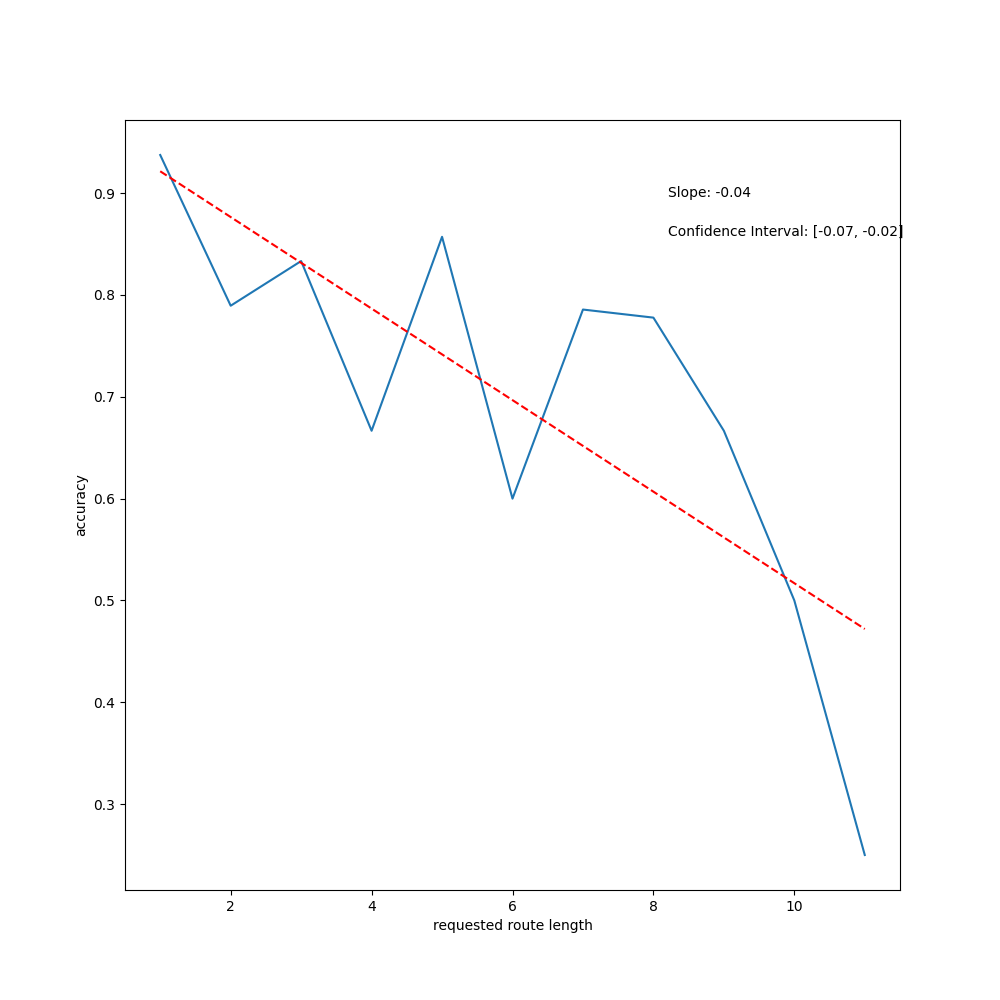 Slope: -0.04
Confidence Interval: [-0.07, -0.02]
0.9
0.8
0.7
0.6
0.5
0.4
0.3
accuracy
2 4 6 8 10
requested route length